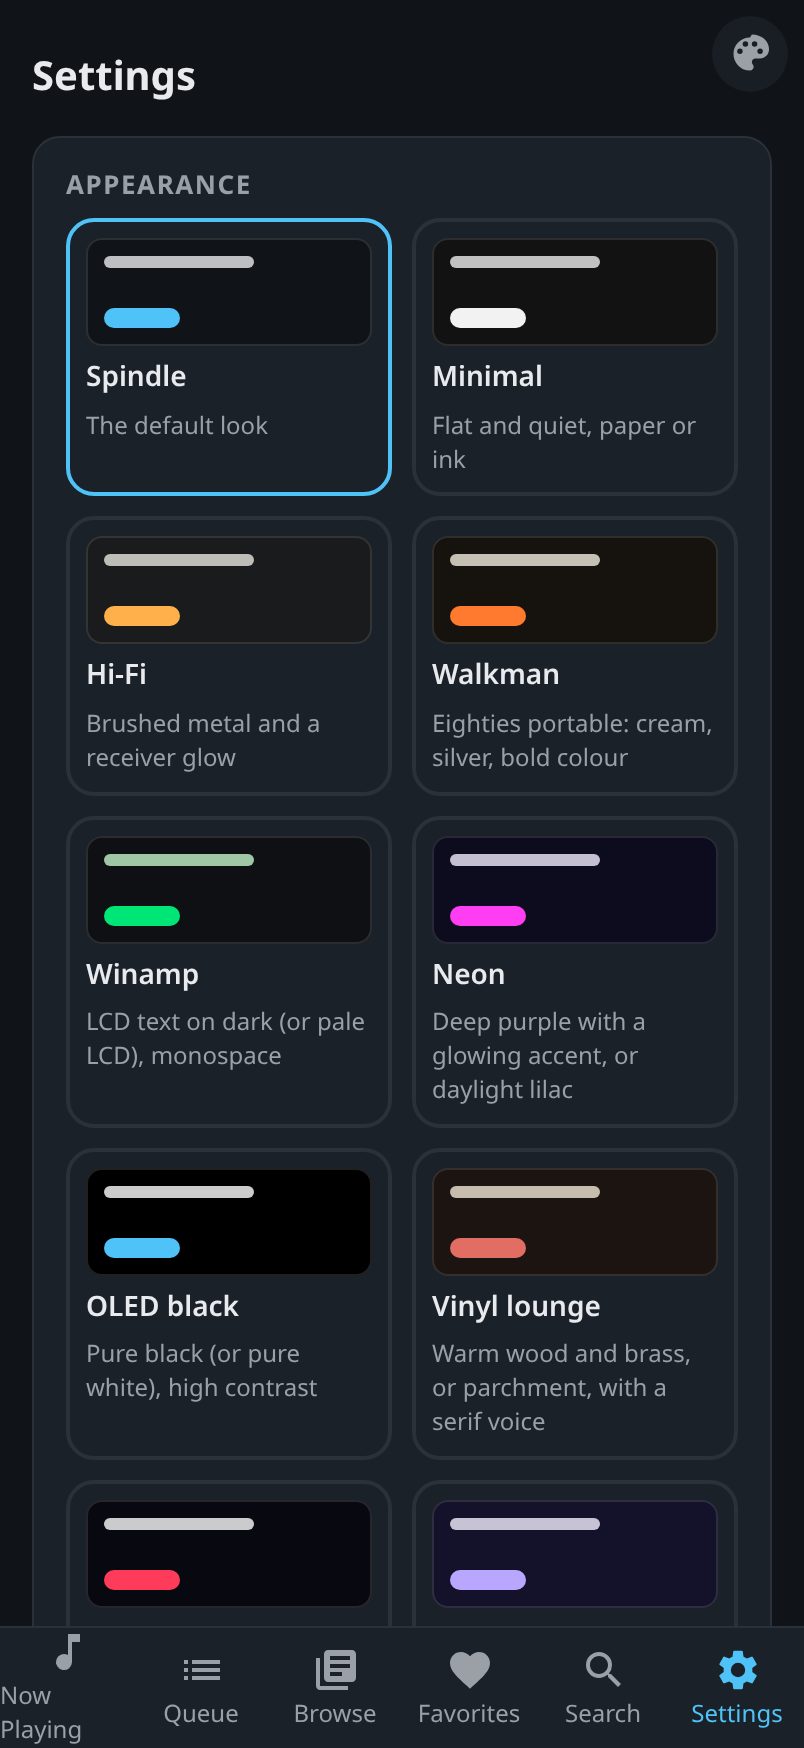 Settings
APPEARANCE
Spindle
The default look
Minimal
Flat and quiet, paper or
ink
Hi-Fi
Brushed metal and a
receiver glow
Walkman
Eighties portable: cream,
silver, bold colour
Winamp
LCD text on dark (or pale
LCD), monospace
Neon
Deep purple with a
glowing accent, or
daylight lilac
OLED black
Pure black (or pure
white), high contrast
Vinyl lounge
Warm wood and brass,
or parchment, with a
serif voice
Now
Playing
Queue
Browse
Favorites
Search
Settings